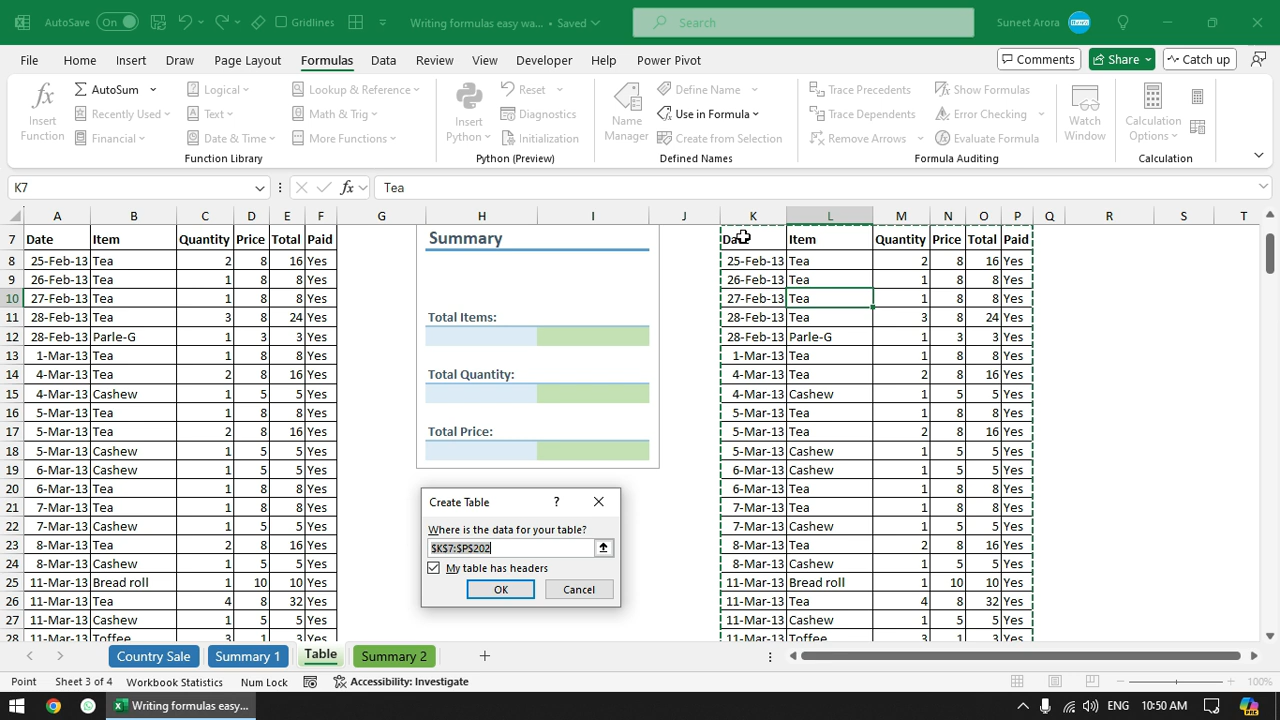 AutoSave On Gridlines Writing formulas easy wa... • Saved Search Suneet Arora
File Home Insert Draw Page Layout Formulas Data Review View Developer Help Power Pivot Comments Share Catch up
Insert Function
AutoSum
Recently Used
Financial
Logical
Text
Date & Time
Lookup & Reference
Math & Trig
More Functions
Function Library
Insert Python
Reset
Diagnostics
Initialization
Python (Preview)
Name Manager
Define Name
Use in Formula
Create from Selection
Defined Names
Trace Precedents
Trace Dependents
Remove Arrows
Show Formulas
Error Checking
Evaluate Formula
Formula Auditing
Watch Window
Calculation Options
Calculation
K7 fx Tea
A B C D E F G H I J K L M N O P Q R S T
7 Date Item Quantity Price Total Paid Summary Date Item Quantity Price Total Paid
8 25-Feb-13 Tea 2 8 16 Yes 25-Feb-13 Tea 2 8 16 Yes
9 26-Feb-13 Tea 1 8 8 Yes 26-Feb-13 Tea 1 8 8 Yes
10 27-Feb-13 Tea 1 8 8 Yes 27-Feb-13 Tea 1 8 8 Yes
11 28-Feb-13 Tea 3 8 24 Yes Total Items: 28-Feb-13 Tea 3 8 24 Yes
12 28-Feb-13 Parle-G 1 3 3 Yes 28-Feb-13 Parle-G 1 3 3 Yes
13 1-Mar-13 Tea 1 8 8 Yes 1-Mar-13 Tea 1 8 8 Yes
14 4-Mar-13 Tea 2 8 16 Yes Total Quantity: 4-Mar-13 Tea 2 8 16 Yes
15 4-Mar-13 Cashew 1 5 5 Yes 4-Mar-13 Cashew 1 5 5 Yes
16 5-Mar-13 Tea 1 8 8 Yes 5-Mar-13 Tea 1 8 8 Yes
17 5-Mar-13 Tea 2 8 16 Yes Total Price: 5-Mar-13 Tea 2 8 16 Yes
18 5-Mar-13 Cashew 1 5 5 Yes 5-Mar-13 Cashew 1 5 5 Yes
19 6-Mar-13 Cashew 1 5 5 Yes 6-Mar-13 Cashew 1 5 5 Yes
20 6-Mar-13 Tea 1 8 8 Yes 6-Mar-13 Tea 1 8 8 Yes
21 7-Mar-13 Tea 1 8 8 Yes 7-Mar-13 Tea 1 8 8 Yes
22 7-Mar-13 Cashew 1 5 5 Yes 7-Mar-13 Cashew 1 5 5 Yes
23 8-Mar-13 Tea 2 8 16 Yes 8-Mar-13 Tea 2 8 16 Yes
24 8-Mar-13 Cashew 1 5 5 Yes 8-Mar-13 Cashew 1 5 5 Yes
25 11-Mar-13 Bread roll 1 10 10 Yes 11-Mar-13 Bread roll 1 10 10 Yes
26 11-Mar-13 Tea 4 8 32 Yes 11-Mar-13 Tea 4 8 32 Yes
27 11-Mar-13 Cashew 1 5 5 Yes 11-Mar-13 Cashew 1 5 5 Yes
28 11-Mar-13 Toffee 3 1 3 Yes 11-Mar-13 Toffee 3 1 3 Yes
Create Table ?
Where is the data for your table?
$K$7:$P$202
My table has headers
OK Cancel
Country Sale Summary 1 Table Summary 2
Point Sheet 3 of 4 Workbook Statistics Num Lock Accessibility: Investigate 100%
Writing formulas easy... ENG 10:50 AM